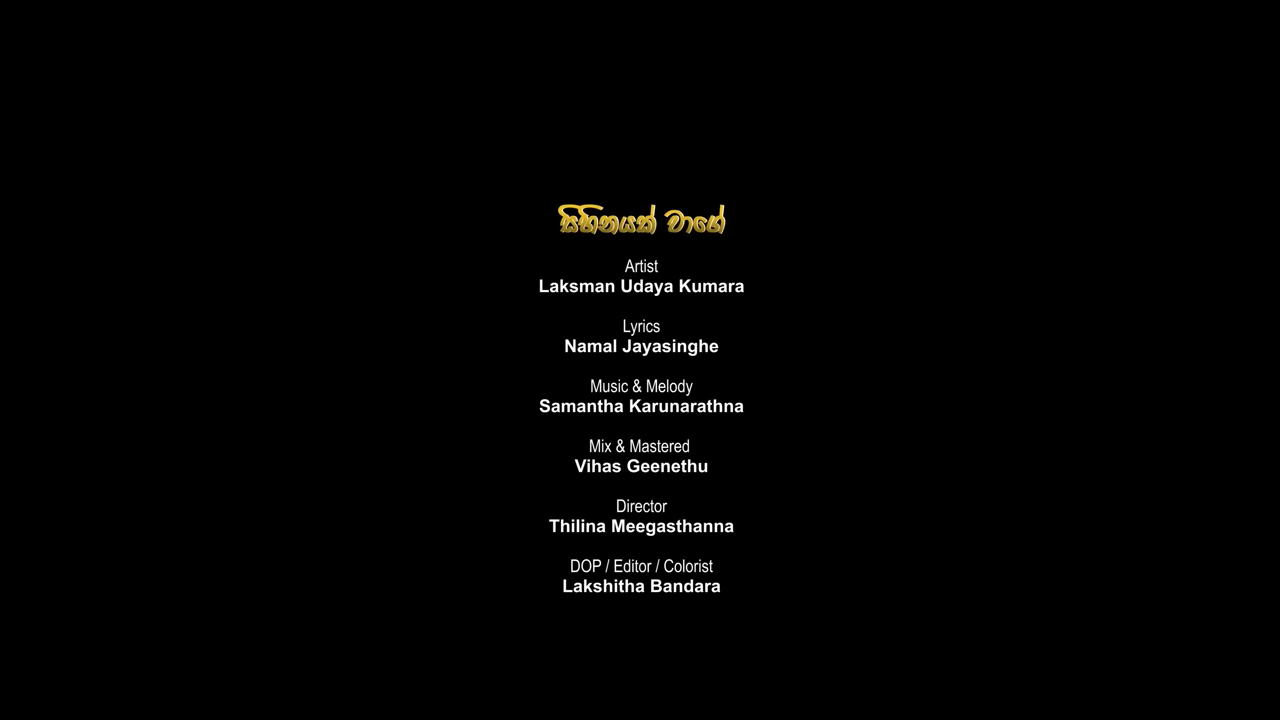 සිහිනයක් වාගේ
Artist
Laksman Udaya Kumara
Lyrics
Namal Jayasinghe
Music & Melody
Samantha Karunarathna
Mix & Mastered
Vihas Geenethu
Director
Thilina Meegasthanna
DOP / Editor / Colorist
Lakshitha Bandara